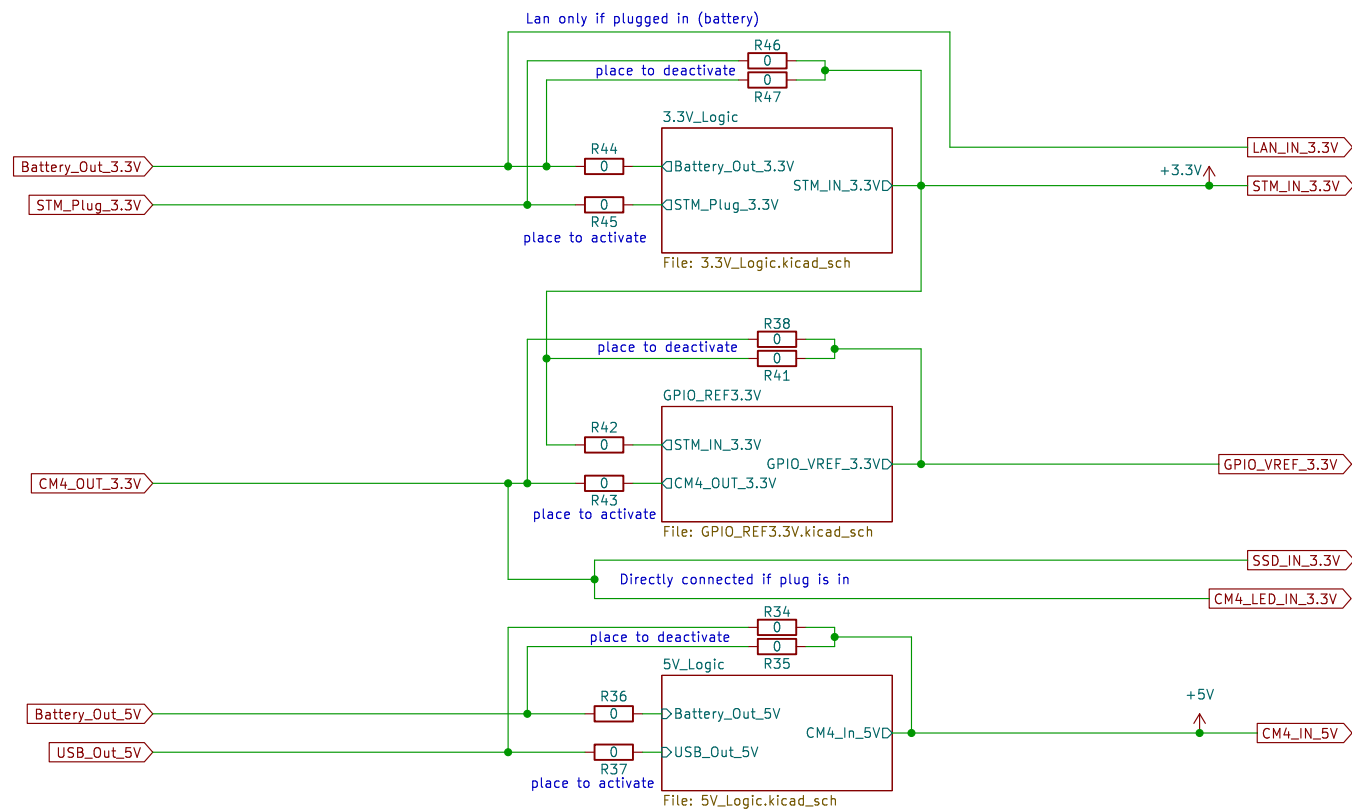 Lan only if plugged in (battery)
R46
0
place to deactivate
0
R47
3.3V_Logic
LAN_IN_3.3V
R44
Battery_Out_3.3V
0
Battery_Out_3.3V
+3.3V
STM_IN_3.3V
STM_IN_3.3V
STM_Plug_3.3V
0
STM_Plug_3.3V
R45
place to activate
File: 3.3V_Logic.kicad_sch
R38
0
place to deactivate
0
R41
GPIO_REF3.3V
R42
0
STM_IN_3.3V
GPIO_VREF_3.3V
GPIO_VREF_3.3V
CM4_OUT_3.3V
0
CM4_OUT_3.3V
R43
place to activate
File: GPIO_REF3.3V.kicad_sch
SSD_IN_3.3V
Directly connected if plug is in
CM4_LED_IN_3.3V
R34
0
place to deactivate
0
R35
5V_Logic
R36
+5V
Battery_Out_5V
0
Battery_Out_5V
CM4_In_5V
CM4_IN_5V
USB_Out_5V
0
USB_Out_5V
R37
place to activate
File: 5V_Logic.kicad_sch